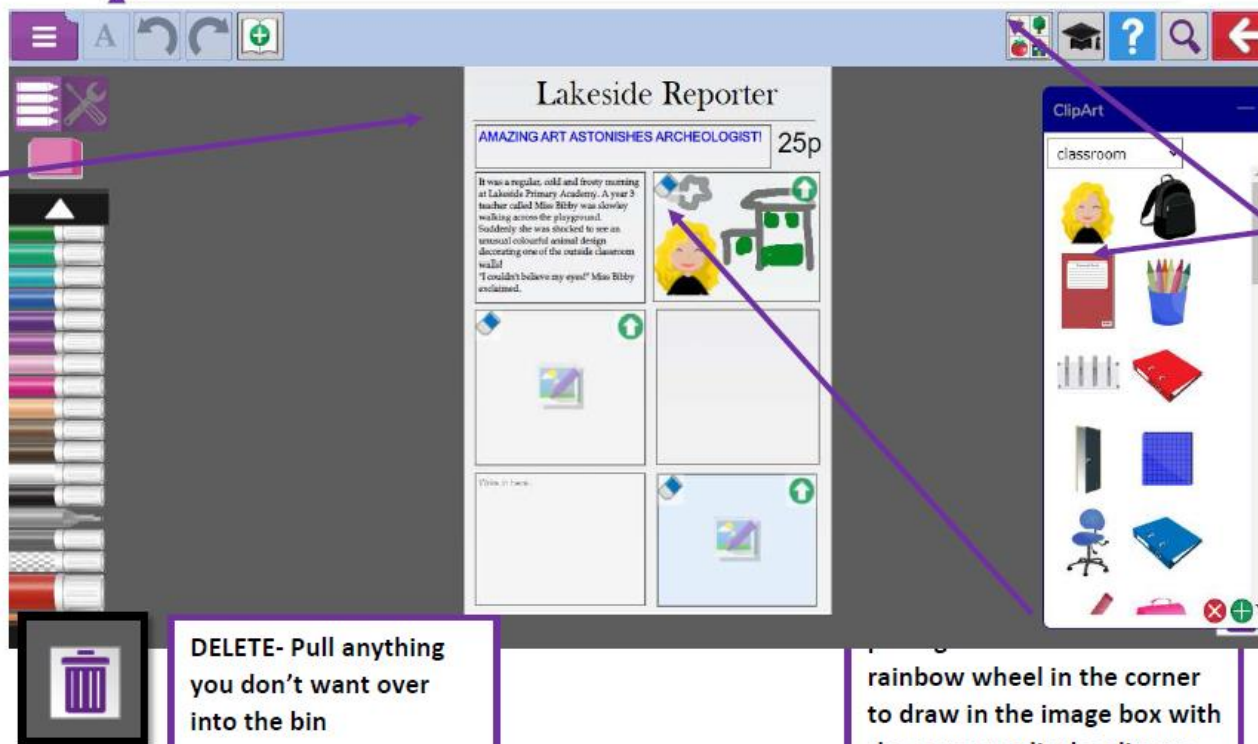 A
?
Lakeside Reporter
AMAZING ART ASTONISHES ARCHEOLOGIST!
25p
It was a regular, cold and frosty morning
at Lakeside Primary Academy. A year 3
teacher called Miss Bibby was slowley
walking across the playground.
Suddenly she was shocked to see an
unusual colourful animal design
decorating one of the outside classroom
walls!
"I couldn't believe my eyes!" Miss Bibby
exclaimed.
Write in here...
ClipArt
classroom
DELETE- Pull anything
you don't want over
into the bin
rainbow wheel in the corner
to draw in the image box with